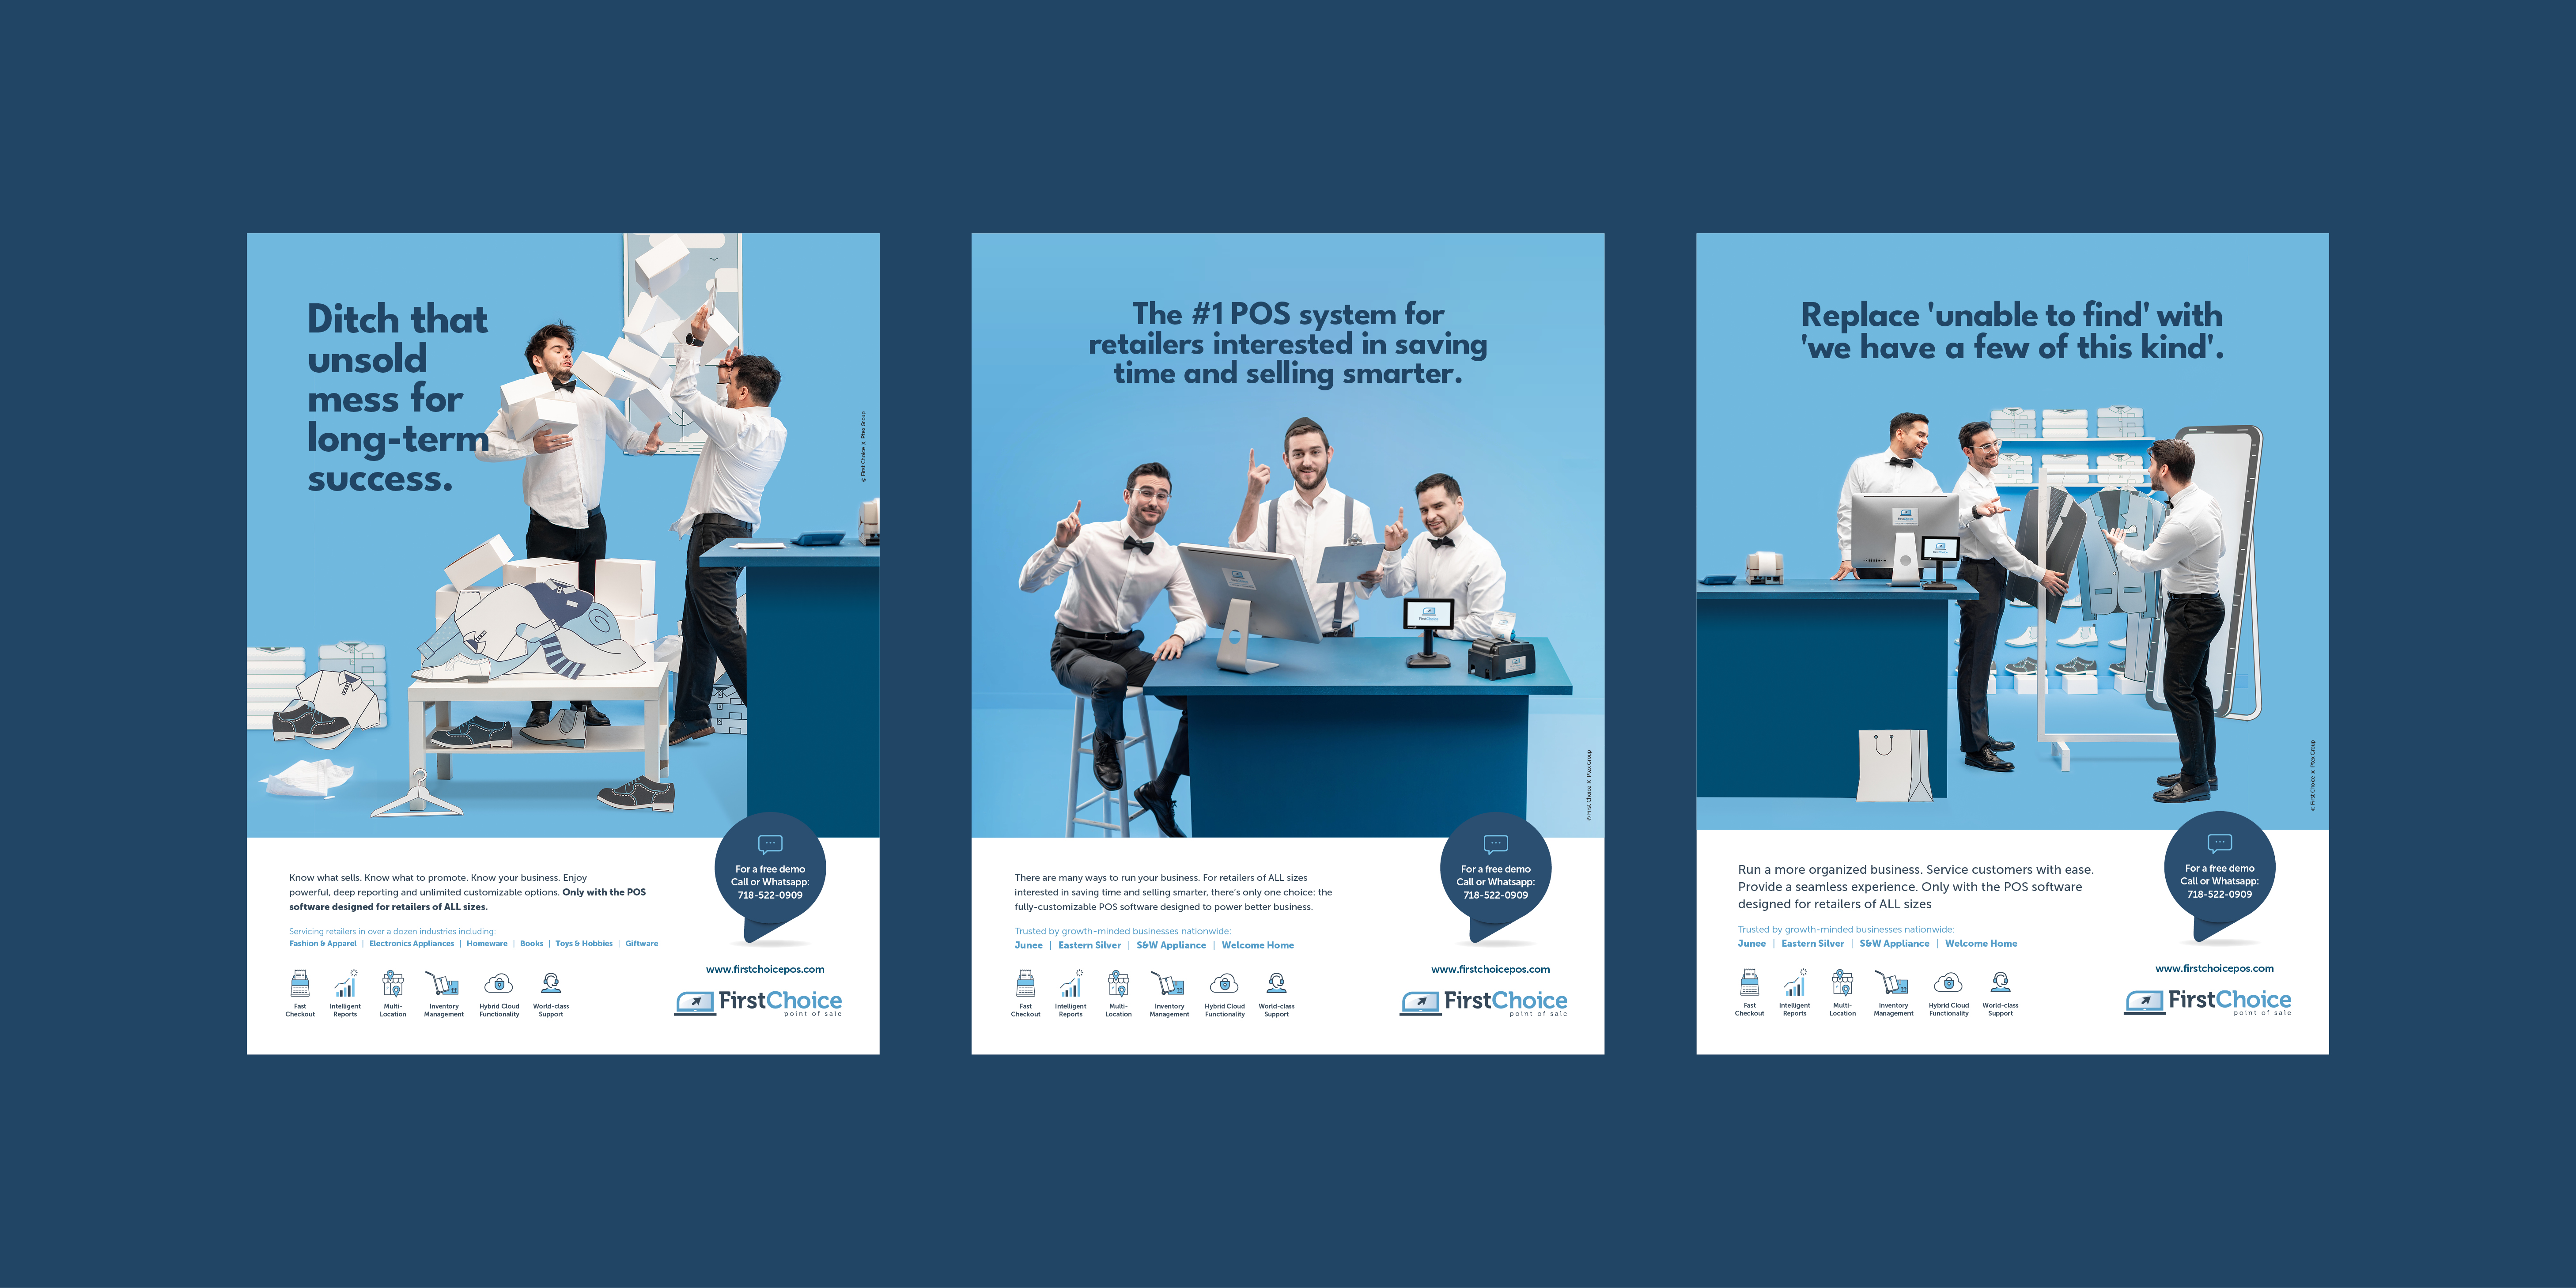 Ditch that
unsold
mess for
long-term
success.
© First Choice X Ptex Group
Know what sells. Know what to promote. Know your business. Enjoy
powerful, deep reporting and unlimited customizable options. Only with the POS
software designed for retailers of ALL sizes.
Servicing retailers in over a dozen industries including:
Fashion & Apparel | Electronics Appliances | Homeware | Books | Toys & Hobbies | Giftware
Fast
Checkout
Intelligent
Reports
Multi-
Location
Inventory
Management
Hybrid Cloud
Functionality
World-class
Support
For a free demo
Call or Whatsapp:
718-522-0909
www.firstchoicepos.com
FirstChoice
point of sale
The #1 POS system for
retailers interested in saving
time and selling smarter.
© First Choice X Ptex Group
There are many ways to run your business. For retailers of ALL sizes
interested in saving time and selling smarter, there's only one choice: the
fully-customizable POS software designed to power better business.
Trusted by growth-minded businesses nationwide:
Junee | Eastern Silver | S&W Appliance | Welcome Home
Fast
Checkout
Intelligent
Reports
Multi-
Location
Inventory
Management
Hybrid Cloud
Functionality
World-class
Support
For a free demo
Call or Whatsapp:
718-522-0909
www.firstchoicepos.com
FirstChoice
point of sale
Replace 'unable to find' with
'we have a few of this kind'.
© First Choice X Ptex Group
Run a more organized business. Service customers with ease.
Provide a seamless experience. Only with the POS software
designed for retailers of ALL sizes
Trusted by growth-minded businesses nationwide:
Junee | Eastern Silver | S&W Appliance | Welcome Home
Fast
Checkout
Intelligent
Reports
Multi-
Location
Inventory
Management
Hybrid Cloud
Functionality
World-class
Support
For a free demo
Call or Whatsapp:
718-522-0909
www.firstchoicepos.com
FirstChoice
point of sale